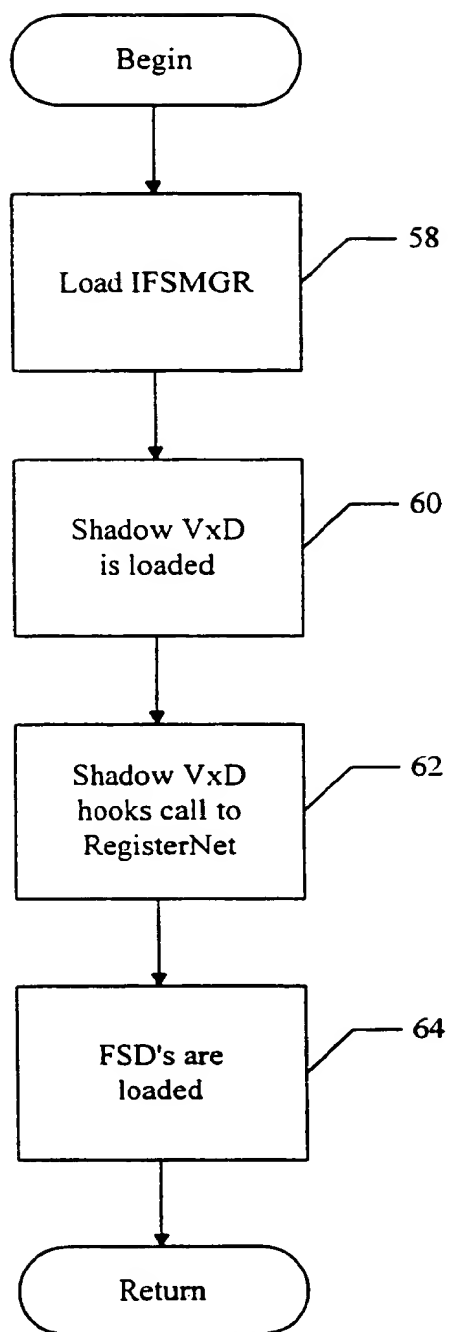 Begin
Load IFSMGR
58
Shadow VxD
is loaded
60
Shadow VxD
hooks call to
RegisterNet
62
FSD's are
loaded
64
Return